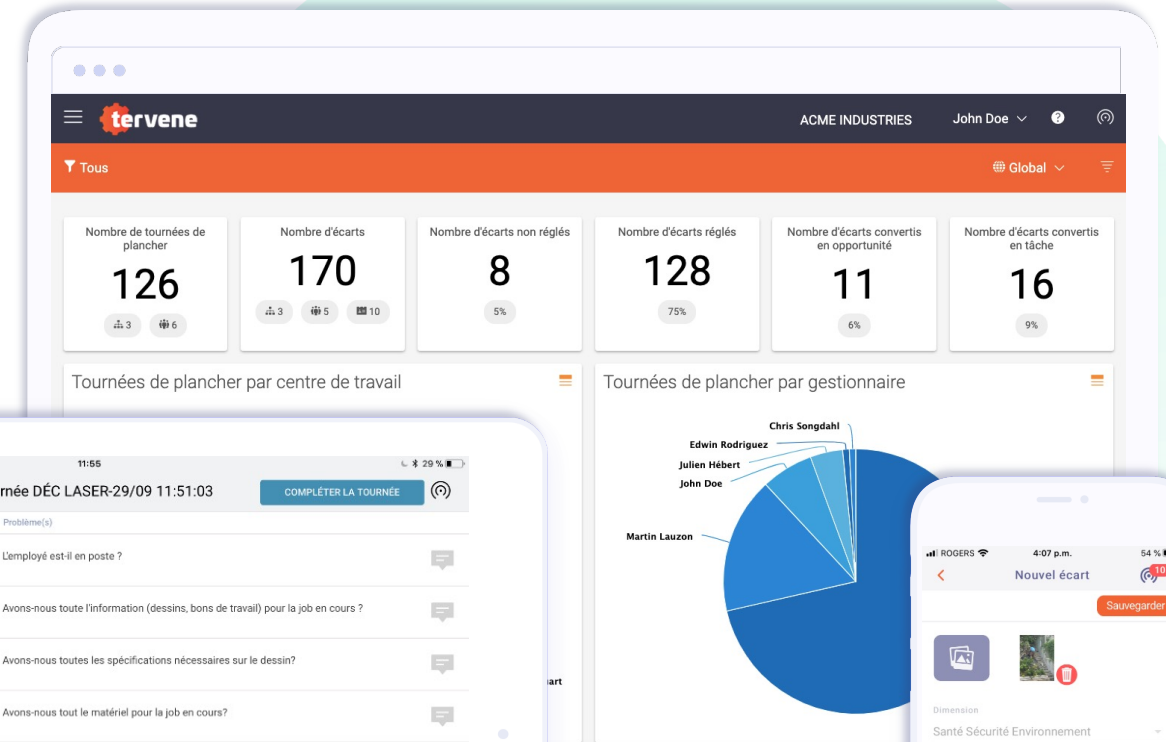 tervene
ACME INDUSTRIES
John Doe
?
Tous
Global
Nombre de tournées de
plancher
126
3
6
Nombre d'écarts
170
3
5
10
Nombre d'écarts non réglés
8
5%
Nombre d'écarts réglés
128
75%
Nombre d'écarts convertis
en opportunité
11
6%
Nombre d'écarts convertis
en tâche
16
9%
Tournées de plancher par centre de travail
Tournées de plancher par gestionnaire
Chris Songdahl
Edwin Rodriguez
Julien Hébert
John Doe
Martin Lauzon
art
11:55
29 %
rnée DÉC LASER-29/09 11:51:03
COMPLÉTER LA TOURNÉE
Problème(s)
L'employé est-il en poste ?
Avons-nous toute l'information (dessins, bons de travail) pour la job en cours ?
Avons-nous toutes les spécifications nécessaires sur le dessin?
Avons-nous tout le matériel pour la job en cours?
ROGERS
4:07 p.m.
54 %
Nouvel écart
10
Sauvegarder
Dimension
Santé Sécurité Environnement